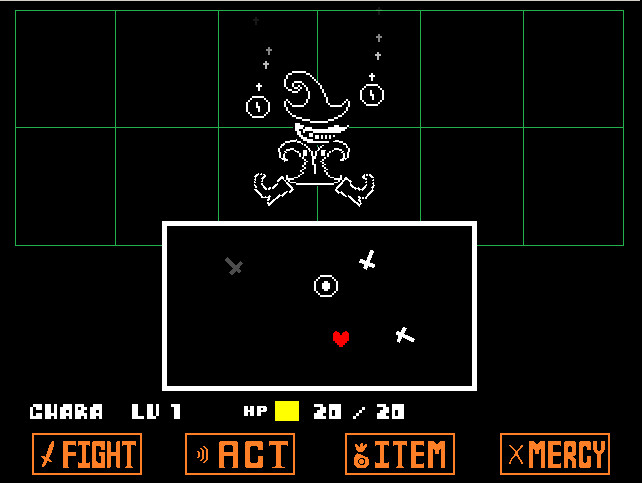 CHARA LV 1 HP 20 / 20
FIGHT ACT ITEM MERCY